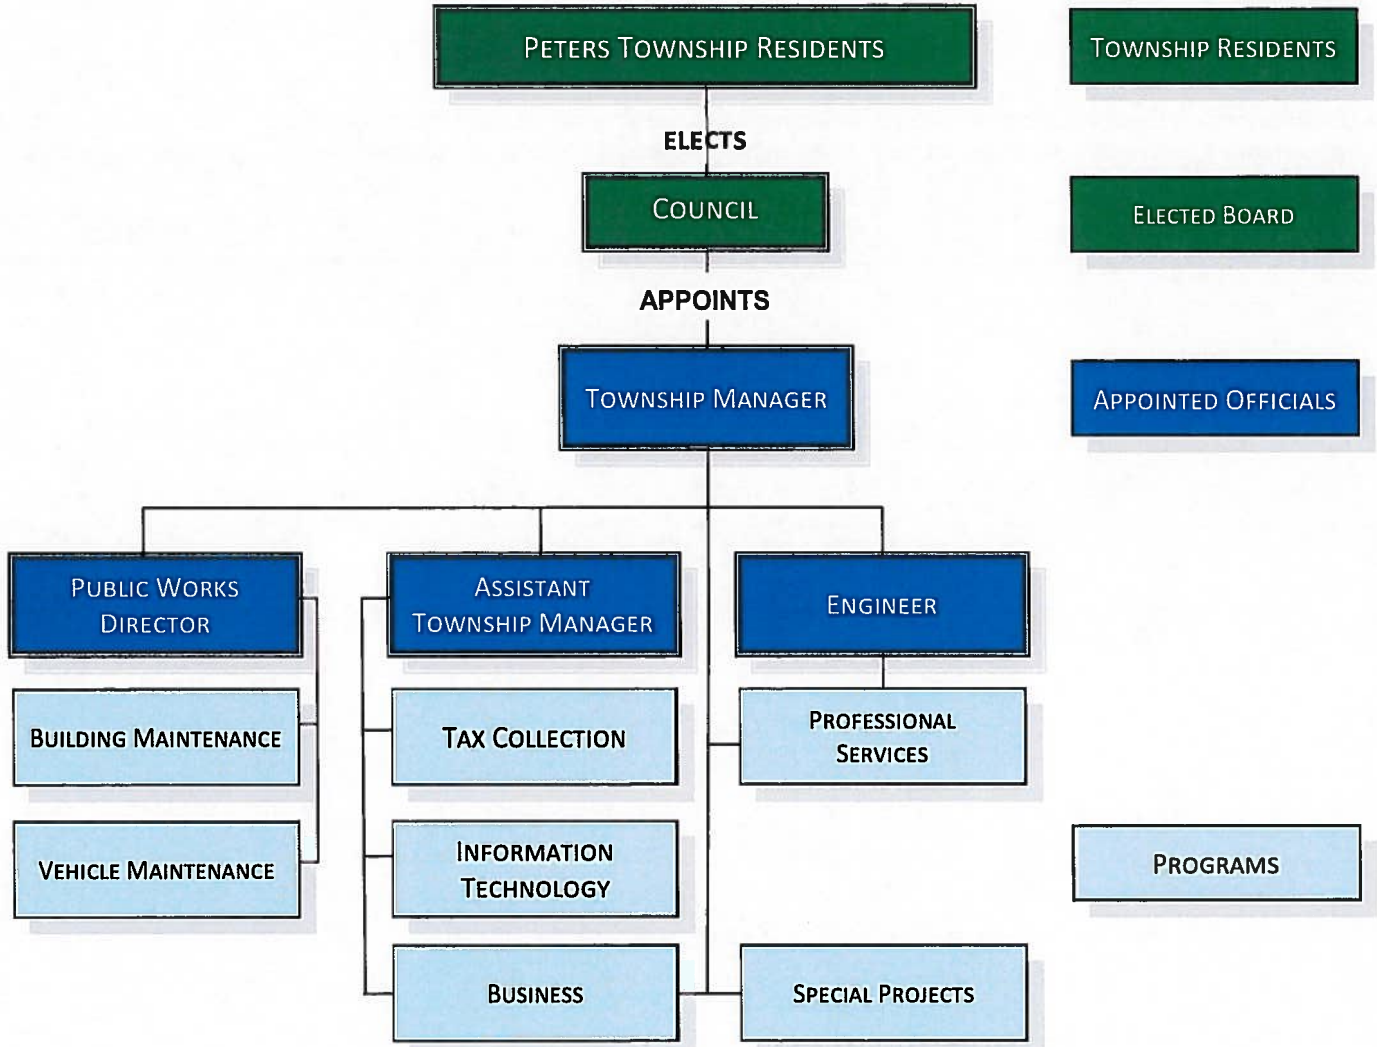 PETERS TOWNSHIP RESIDENTS
TOWNSHIP RESIDENTS
ELECTS
COUNCIL
ELECTED BOARD
APPOINTS
TOWNSHIP MANAGER
APPOINTED OFFICIALS
PUBLIC WORKS
DIRECTOR
ASSISTANT
TOWNSHIP MANAGER
ENGINEER
BUILDING MAINTENANCE
TAX COLLECTION
PROFESSIONAL
SERVICES
VEHICLE MAINTENANCE
INFORMATION
TECHNOLOGY
PROGRAMS
BUSINESS
SPECIAL PROJECTS